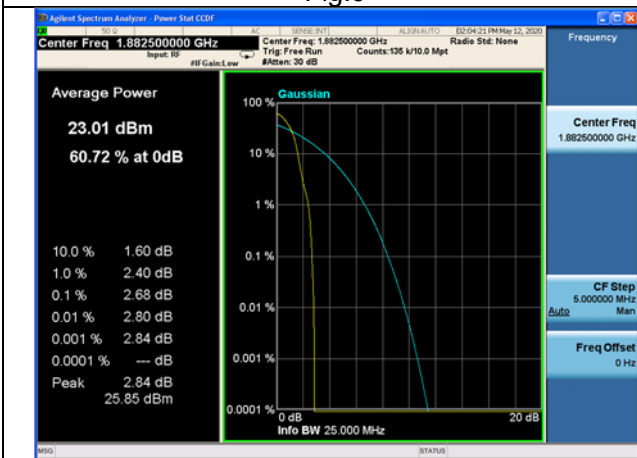 Agilent Spectrum Analyzer - Power Stat CCDF
50 Ω AC SENSE:INT ALIGN AUTO 02:04:21 PM May 12, 2020
Center Freq 1.882500000 GHz
Input: RF
#IFGain:Low
Center Freq: 1.882500000 GHz
Trig: Free Run Counts:135 k/10.0 Mpt
#Atten: 30 dB
Radio Std: None
Frequency
Average Power
23.01 dBm
60.72 % at 0dB
10.0 % 1.60 dB
1.0 % 2.40 dB
0.1 % 2.68 dB
0.01 % 2.80 dB
0.001 % 2.84 dB
0.0001 % --- dB
Peak 2.84 dB
25.85 dBm
Gaussian
100 %
10 %
1 %
0.1 %
0.01 %
0.001 %
0.0001 %
0 dB 20 dB
Info BW 25.000 MHz
Center Freq
1.882500000 GHz
CF Step
5.000000 MHz
Auto Man
Freq Offset
0 Hz
MSG STATUS